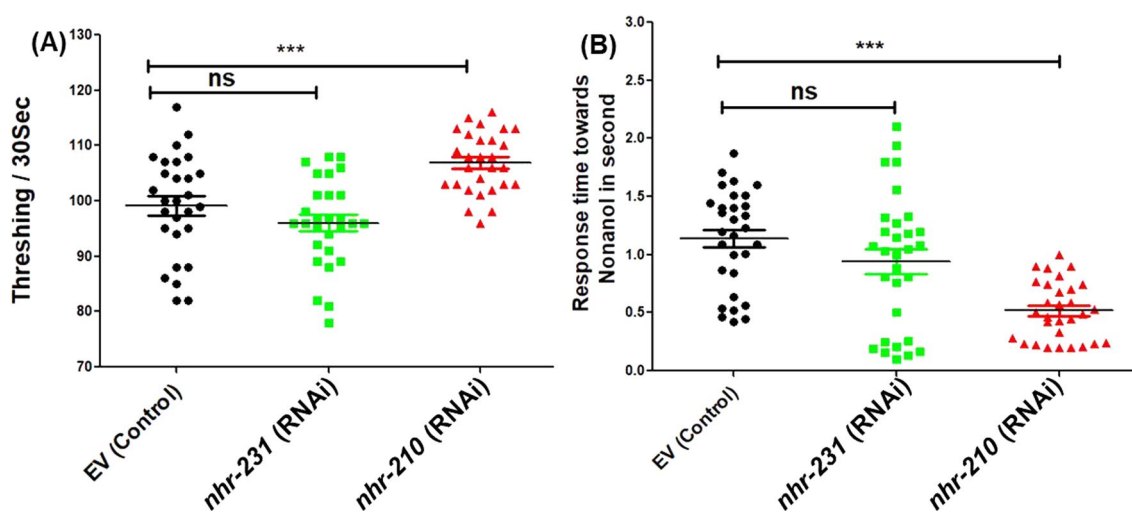 (A)
***
ns
Threshing / 30Sec
130
120
110
100
90
80
70
EV (Control)
nhr-231 (RNAi)
nhr-210 (RNAi)
(B)
***
ns
Response time towards
Nonanol in second
3.0
2.5
2.0
1.5
1.0
0.5
0.0
EV (Control)
nhr-231 (RNAi)
nhr-210 (RNAi)